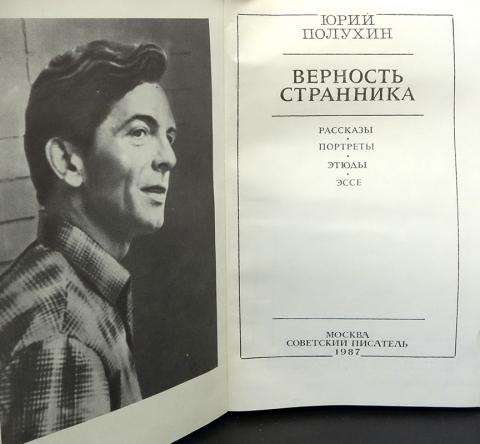 ЮРИЙ
ПОЛУХИН
ВЕРНОСТЬ
СТРАННИКА
РАССКАЗЫ
·
ПОРТРЕТЫ
·
ЭТЮДЫ
·
ЭССЕ
МОСКВА
СОВЕТСКИЙ ПИСАТЕЛЬ
1987